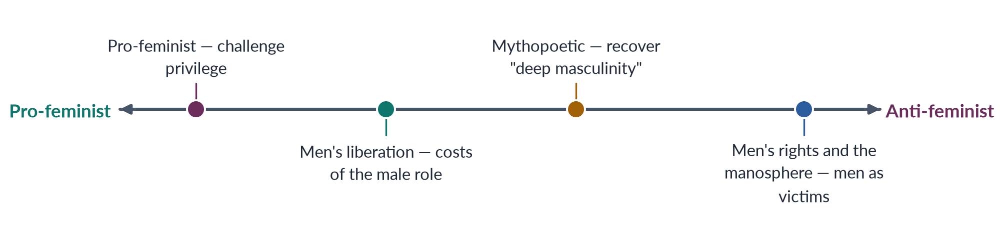 Pro-feminist — challenge
privilege
Mythopoetic — recover
"deep masculinity"
Pro-feminist
Anti-feminist
Men's liberation — costs
of the male role
Men's rights and the
manosphere — men as
victims